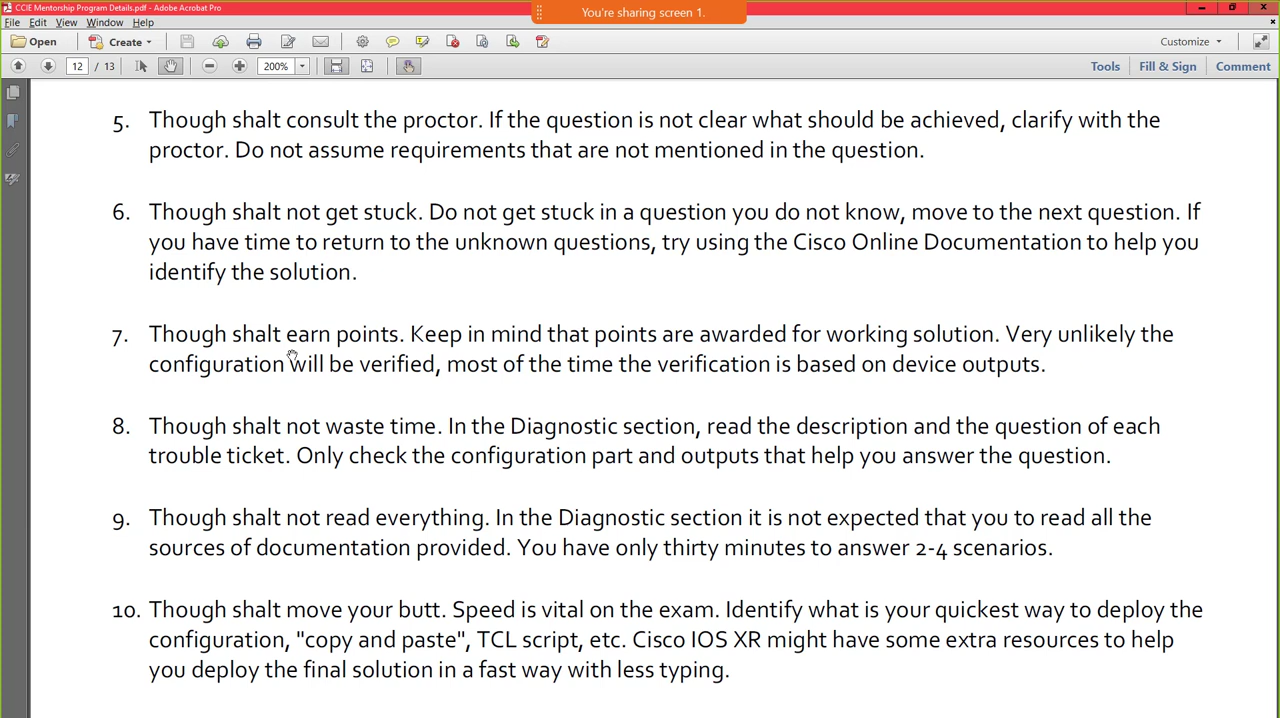 CCIE Mentorship Program Details.pdf - Adobe Acrobat Pro
You're sharing screen 1.
File Edit View Window Help
Open Create Customize
12 / 13 200% Tools Fill & Sign Comment
5. Though shalt consult the proctor. If the question is not clear what should be achieved, clarify with the
proctor. Do not assume requirements that are not mentioned in the question.
6. Though shalt not get stuck. Do not get stuck in a question you do not know, move to the next question. If
you have time to return to the unknown questions, try using the Cisco Online Documentation to help you
identify the solution.
7. Though shalt earn points. Keep in mind that points are awarded for working solution. Very unlikely the
configuration will be verified, most of the time the verification is based on device outputs.
8. Though shalt not waste time. In the Diagnostic section, read the description and the question of each
trouble ticket. Only check the configuration part and outputs that help you answer the question.
9. Though shalt not read everything. In the Diagnostic section it is not expected that you to read all the
sources of documentation provided. You have only thirty minutes to answer 2-4 scenarios.
10. Though shalt move your butt. Speed is vital on the exam. Identify what is your quickest way to deploy the
configuration, "copy and paste", TCL script, etc. Cisco IOS XR might have some extra resources to help
you deploy the final solution in a fast way with less typing.